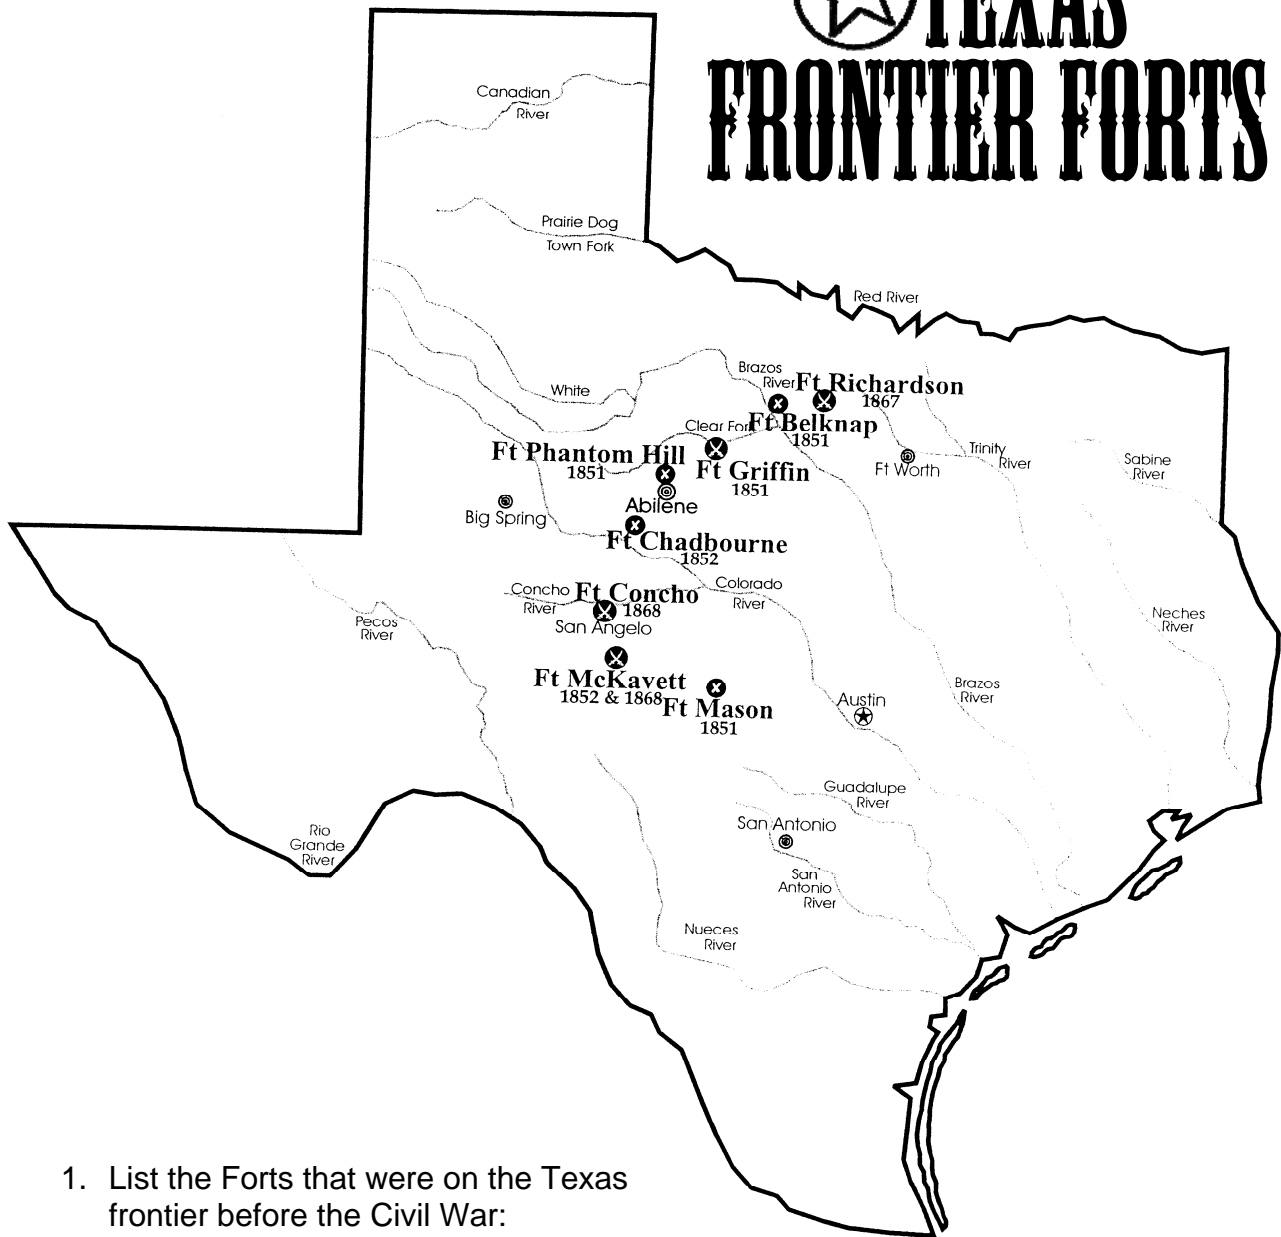 TEXAS
FRONTIER FORTS
Canadian
River
Prairie Dog
Town Fork
Red River
Brazos
River
Ft Richardson
1867
White
Clear Fork
Ft Belknap
1851
Ft Phantom Hill
1851
Ft Griffin
1851
Trinity
River
Ft Worth
Sabine
River
Big Spring
Abilene
Ft Chadbourne
1852
Concho
River
Ft Concho
1868
San Angelo
Colorado
River
Pecos
River
Neches
River
Ft McKavett
1852 & 1868
Ft Mason
1851
Brazos
River
Austin
Guadalupe
River
San Antonio
Rio
Grande
River
San
Antonio
River
Nueces
River
1. List the Forts that were on the Texas
frontier before the Civil War: